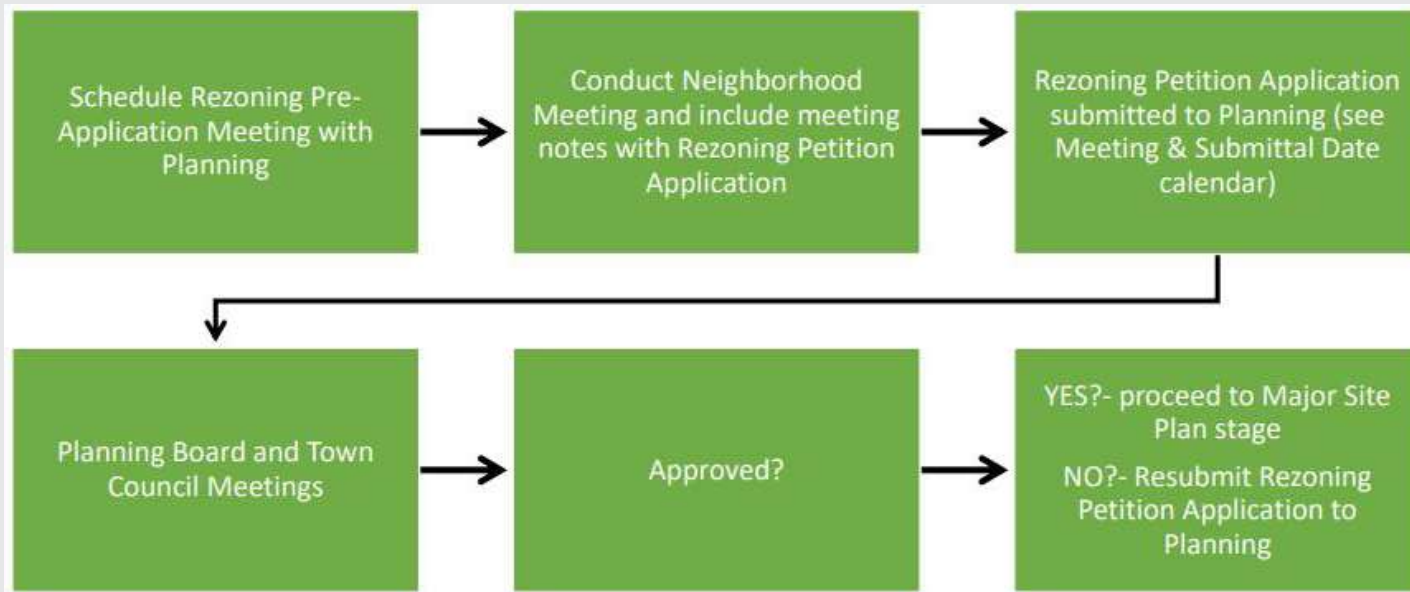 Schedule Rezoning Pre-
Application Meeting with
Planning
Conduct Neighborhood
Meeting and include meeting
notes with Rezoning Petition
Application
Rezoning Petition Application
submitted to Planning (see
Meeting & Submittal Date
calendar)
Planning Board and Town
Council Meetings
Approved?
YES?- proceed to Major Site
Plan stage
NO?- Resubmit Rezoning
Petition Application to
Planning